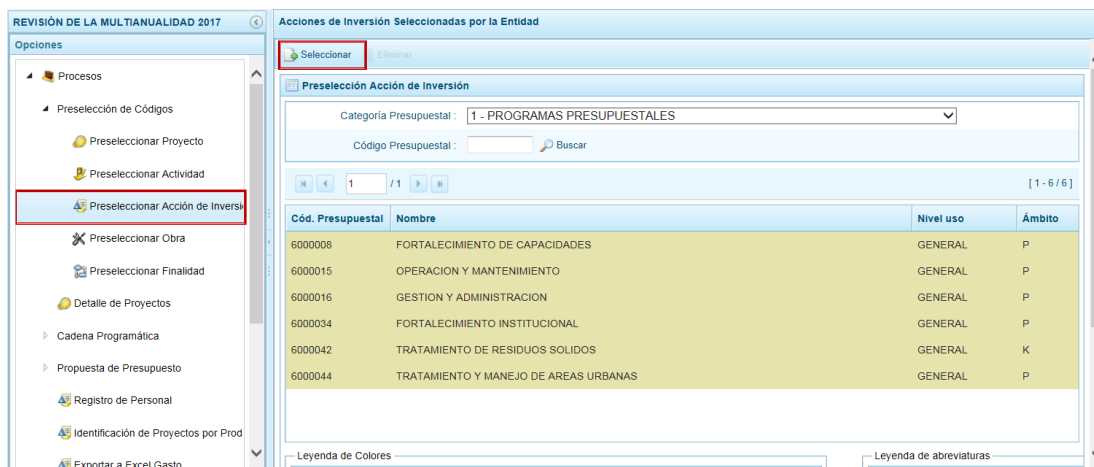 REVISIÓN DE LA MULTIANUALIDAD 2017
Opciones
Procesos
Preselección de Códigos
Preseleccionar Proyecto
Preseleccionar Actividad
Preseleccionar Acción de Inversi
Preseleccionar Obra
Preseleccionar Finalidad
Detalle de Proyectos
Cadena Programática
Propuesta de Presupuesto
Registro de Personal
Identificación de Proyectos por Prod
Exportar a Excel Gasto
Acciones de Inversión Seleccionadas por la Entidad
Seleccionar Eliminar
Preselección Acción de Inversión
Categoría Presupuestal : 1 - PROGRAMAS PRESUPUESTALES
Código Presupuestal : Buscar
1 / 1 [ 1 - 6 / 6 ]
Cód. Presupuestal Nombre Nivel uso Ámbito
6000008 FORTALECIMIENTO DE CAPACIDADES GENERAL P
6000015 OPERACION Y MANTENIMIENTO GENERAL P
6000016 GESTION Y ADMINISTRACION GENERAL P
6000034 FORTALECIMIENTO INSTITUCIONAL GENERAL P
6000042 TRATAMIENTO DE RESIDUOS SOLIDOS GENERAL K
6000044 TRATAMIENTO Y MANEJO DE AREAS URBANAS GENERAL P
Leyenda de Colores Leyenda de abreviaturas